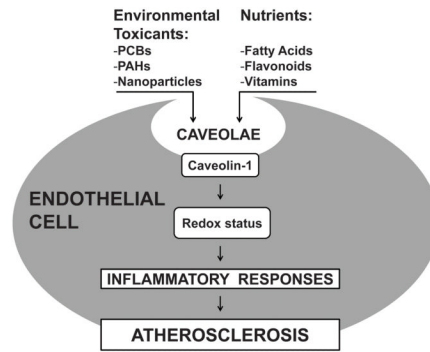 Environmental
Toxicants:
-PCBs
-PAHs
-Nanoparticles
Nutrients:
-Fatty Acids
-Flavonoids
-Vitamins
CAVEOLAE
Caveolin-1
ENDOTHELIAL
CELL
Redox status
INFLAMMATORY RESPONSES
ATHEROSCLEROSIS